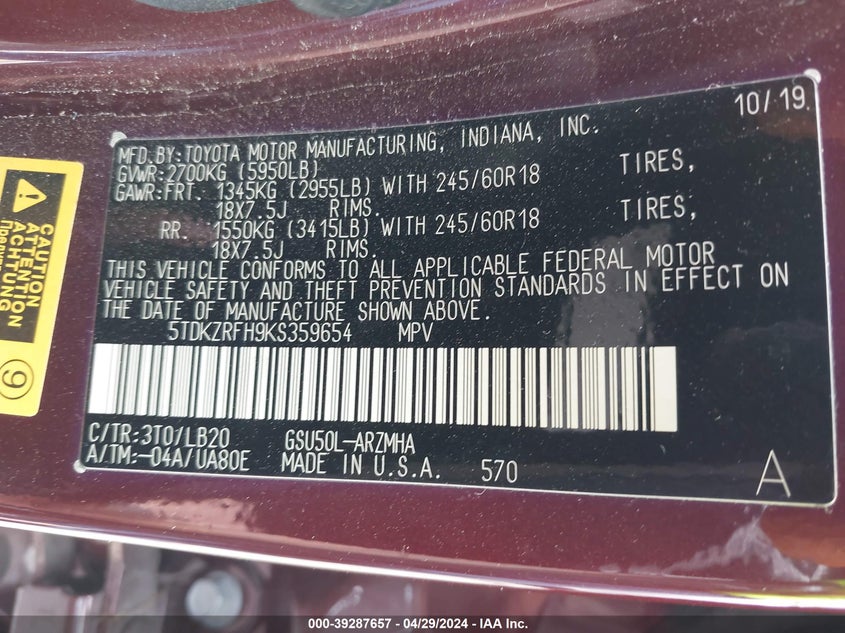 10/19
MFD.BY:TOYOTA MOTOR MANUFACTURING, INDIANA, INC.
GVWR:2700KG (5950LB)
GAWR:FRT. 1345KG (2955LB) WITH 245/60R18 TIRES,
18X7.5J RIMS.
RR. 1550KG (3415LB) WITH 245/60R18 TIRES,
18X7.5J RIMS.
THIS VEHICLE CONFORMS TO ALL APPLICABLE FEDERAL MOTOR
VEHICLE SAFETY AND THEFT PREVENTION STANDARDS IN EFFECT ON
THE DATE OF MANUFACTURE SHOWN ABOVE.
5TDKZRFH9KS359654 MPV
C/TR:3T0/LB20 GSU50L-ARZMHA
A/TM:-04A/UA80E MADE IN U.S.A. 570
A
CAUTION
ATTENTION
ACHTUNG
9
000-39287657 - 04/29/2024 - IAA Inc.